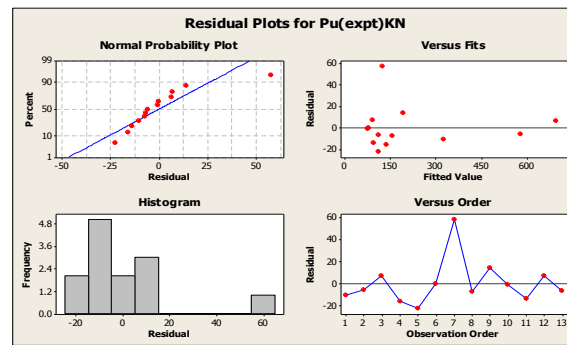 Residual Plots for Pu(expt)KN
Normal Probability Plot
99
90
50
10
1
Percent
-50 -25 0 25 50
Residual
Versus Fits
60
40
20
0
-20
Residual
0 150 300 450 600
Fitted Value
Histogram
4.8
3.6
2.4
1.2
0.0
Frequency
-20 0 20 40 60
Residual
Versus Order
60
40
20
0
-20
Residual
1 2 3 4 5 6 7 8 9 10 11 12 13
Observation Order